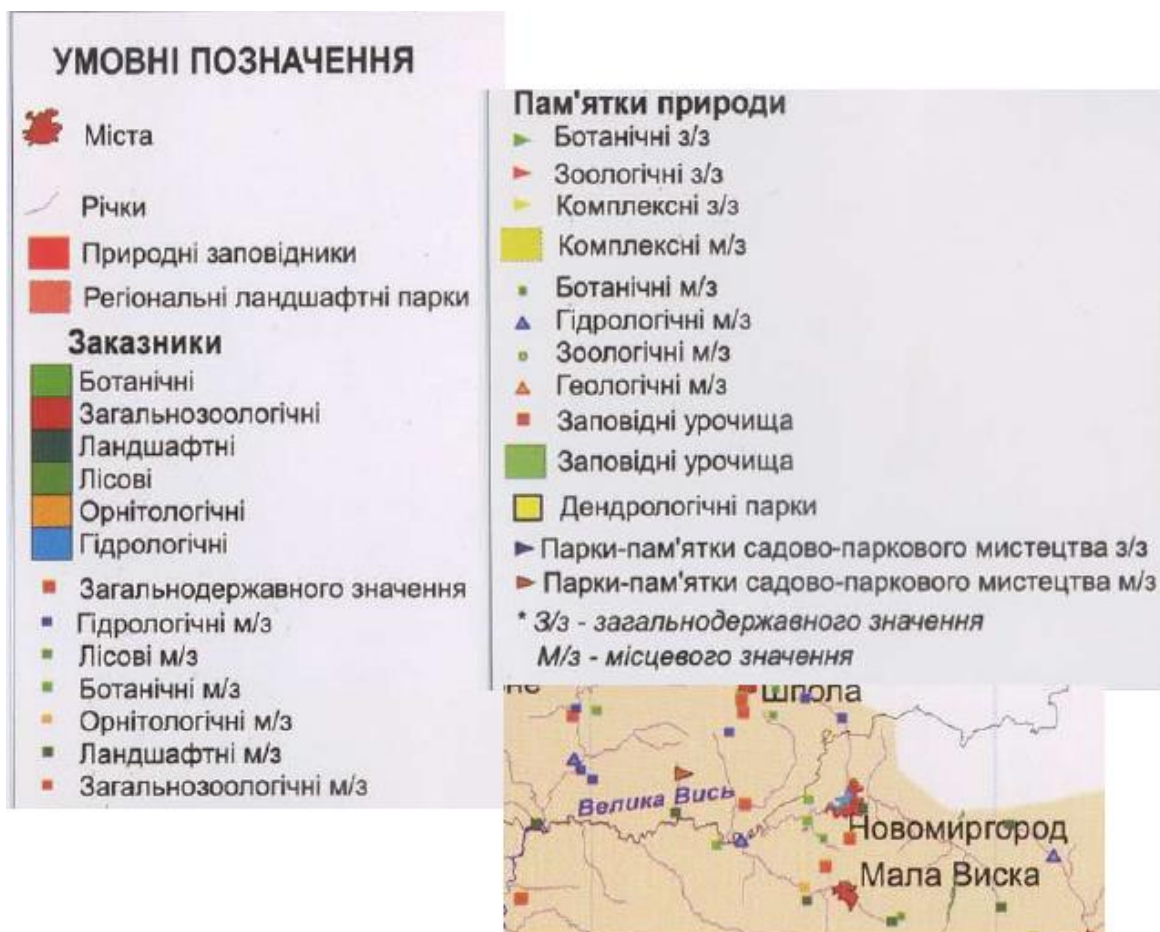 УМОВНІ ПОЗНАЧЕННЯ
Міста
Річки
Природні заповідники
Регіональні ландшафтні парки
Заказники
Ботанічні
Загальнозоологічні
Ландшафтні
Лісові
Орнітологічні
Гідрологічні
Загальнодержавного значення
Гідрологічні м/з
Лісові м/з
Ботанічні м/з
Орнітологічні м/з
Ландшафтні м/з
Загальнозоологічні м/з
Пам'ятки природи
Ботанічні з/з
Зоологічні з/з
Комплексні з/з
Комплексні м/з
Ботанічні м/з
Гідрологічні м/з
Зоологічні м/з
Геологічні м/з
Заповідні урочища
Заповідні урочища
Дендрологічні парки
Парки-пам'ятки садово-паркового мистецтва з/з
Парки-пам'ятки садово-паркового мистецтва м/з
* З/з - загальнодержавного значення
М/з - місцевого значення
Шпола
Велика Вись
Новомиргород
Мала Виска